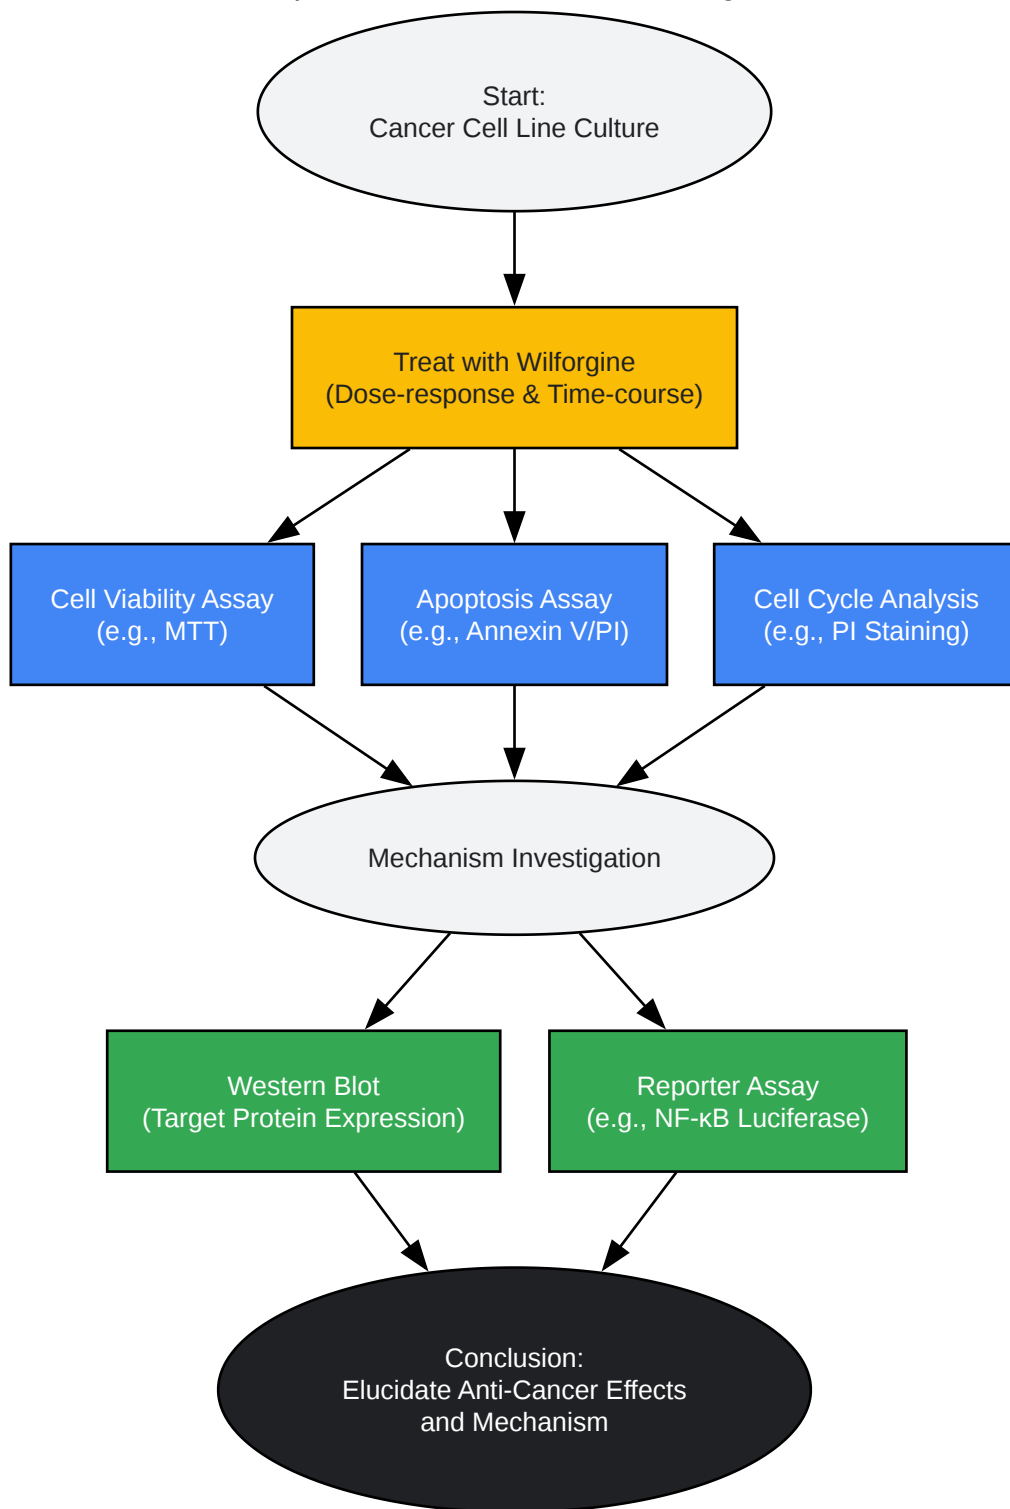 Start:
Cancer Cell Line Culture
Treat with Wilforgine
(Dose-response & Time-course)
Cell Viability Assay
(e.g., MTT)
Apoptosis Assay
(e.g., Annexin V/PI)
Cell Cycle Analysis
(e.g., PI Staining)
Mechanism Investigation
Western Blot
(Target Protein Expression)
Reporter Assay
(e.g., NF-κB Luciferase)
Conclusion:
Elucidate Anti-Cancer Effects
and Mechanism